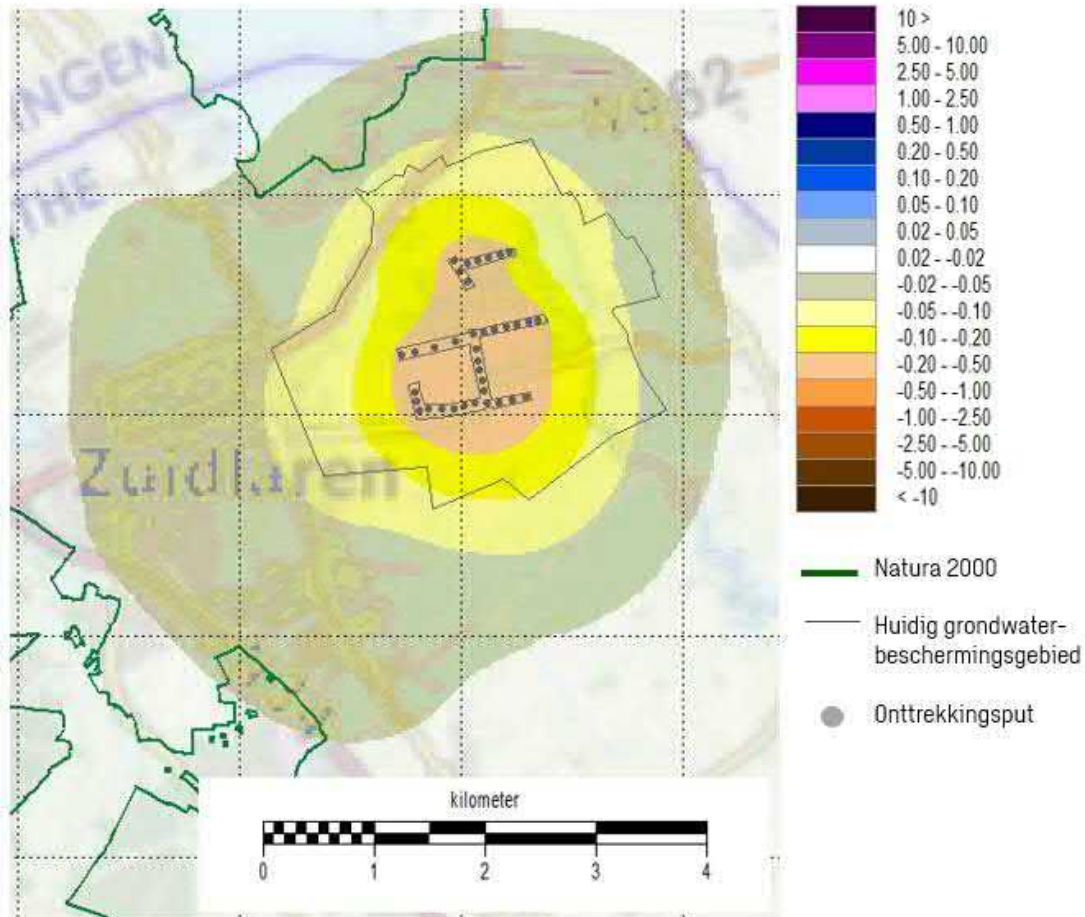 NGEN
THE
62
Zuidlaren
kilometer
0 1 2 3 4
10 >
5.00 - 10.00
2.50 - 5.00
1.00 - 2.50
0.50 - 1.00
0.20 - 0.50
0.10 - 0.20
0.05 - 0.10
0.02 - 0.05
0.02 - -0.02
-0.02 - -0.05
-0.05 - -0.10
-0.10 - -0.20
-0.20 - -0.50
-0.50 - -1.00
-1.00 - -2.50
-2.50 - -5.00
-5.00 - -10.00
< -10
Natura 2000
Huidig grondwater-
beschermingsgebied
Onttrekkingsput